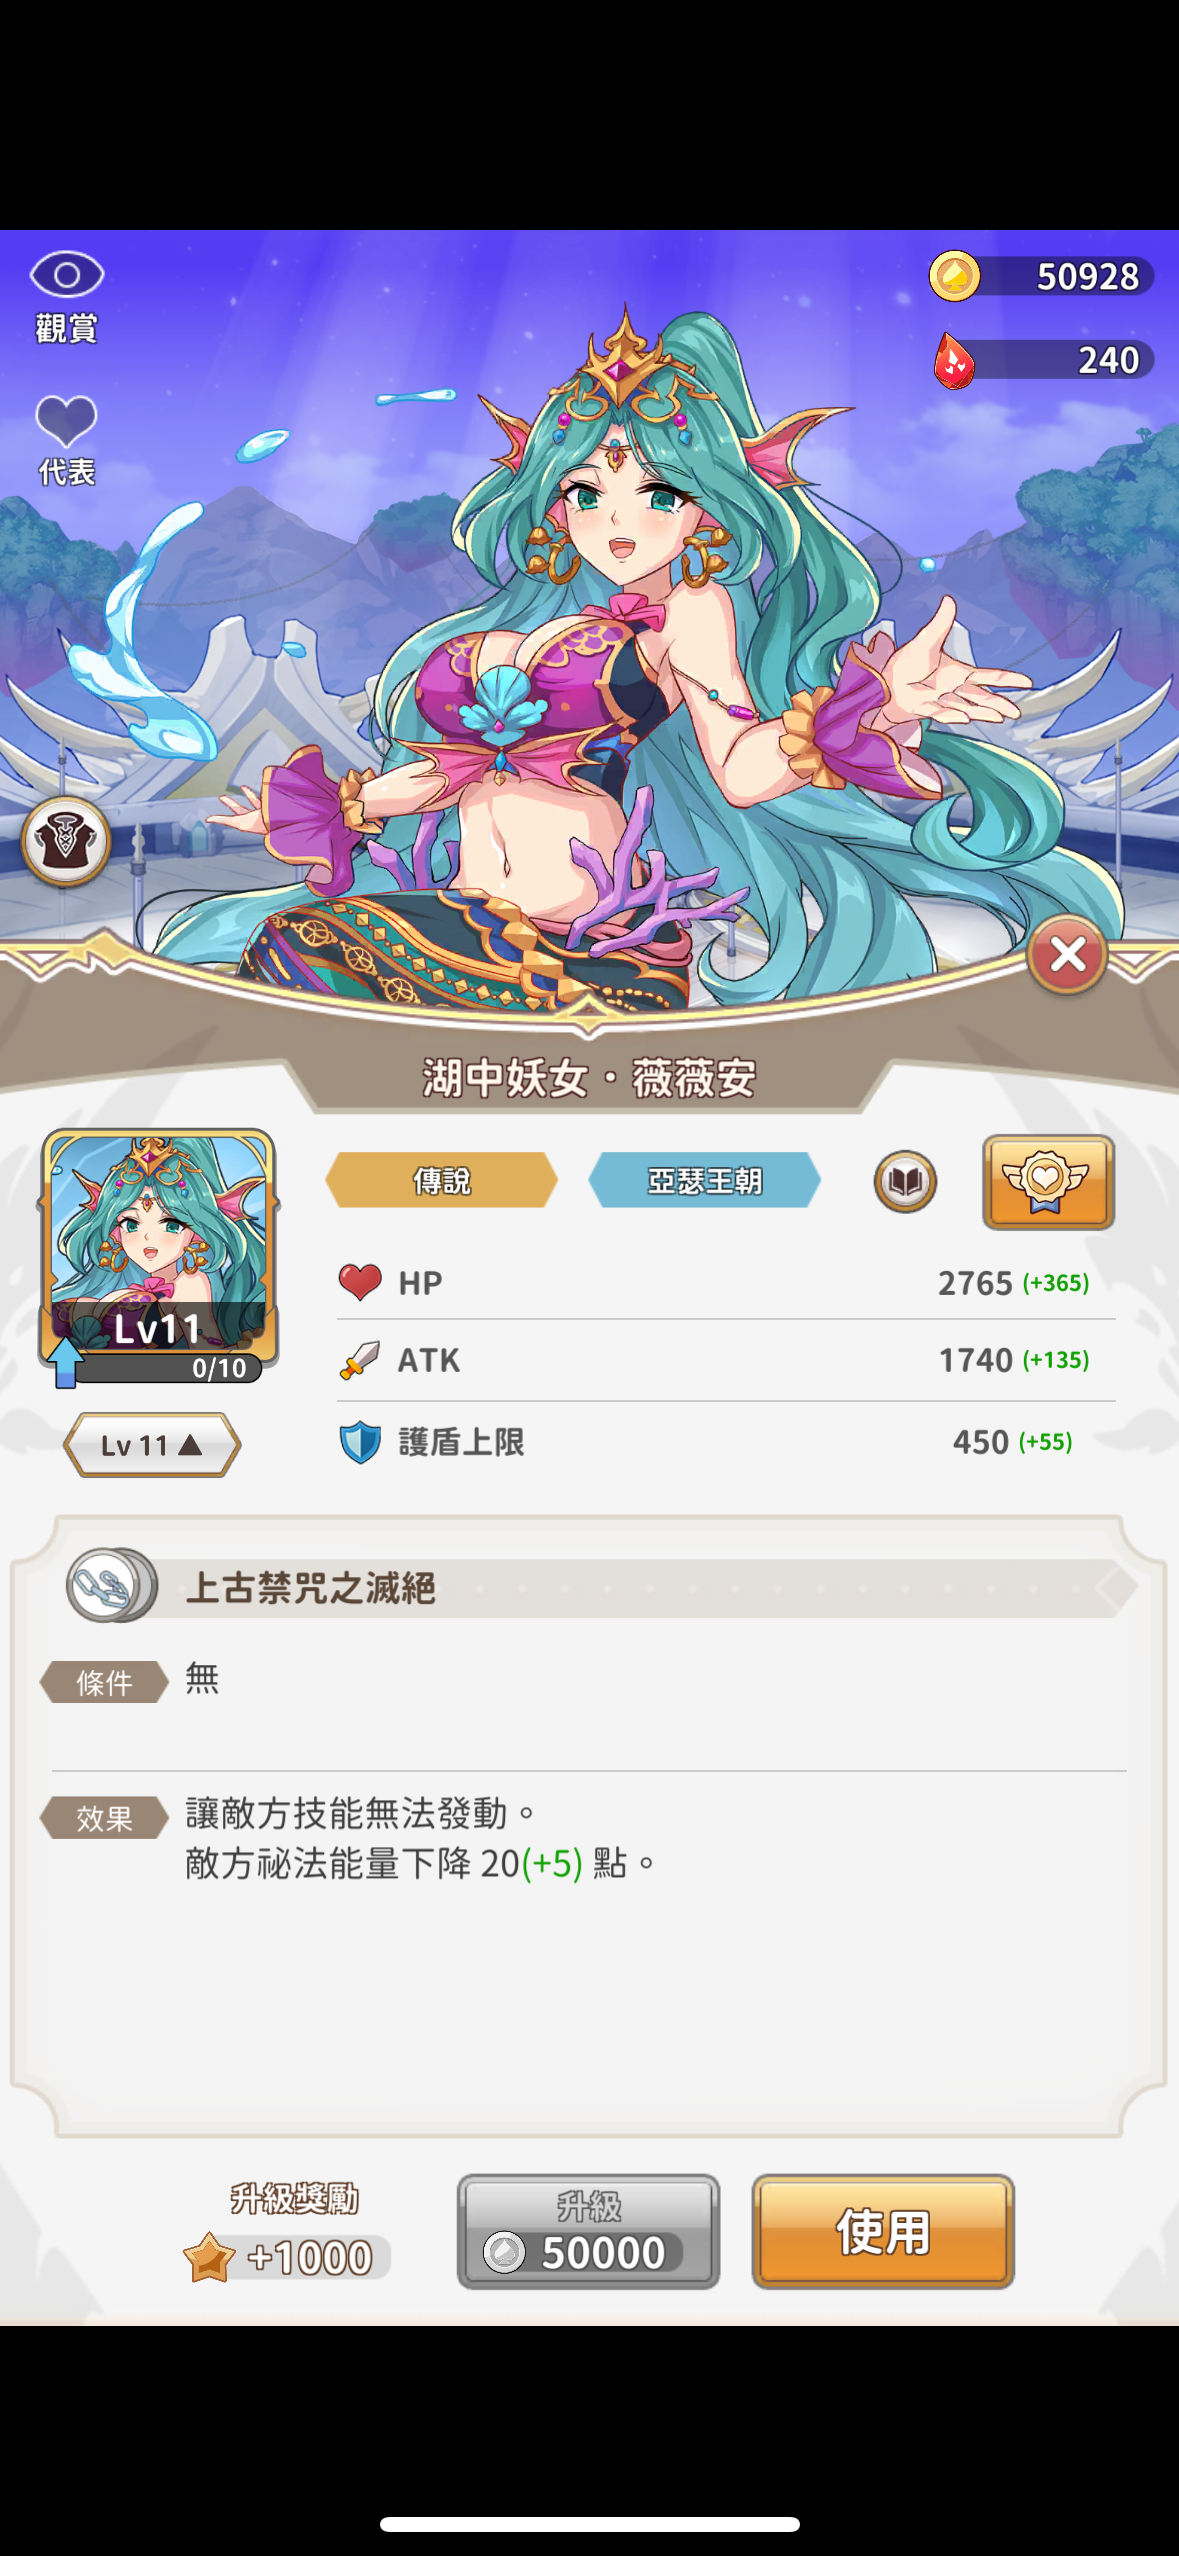 觀賞
50928
240
代表
湖中妖女・薇薇安
傳說
亞瑟王朝
Lv11
0/10
Lv 11 ▲
HP
2765 (+365)
ATK
1740 (+135)
護盾上限
450 (+55)
上古禁咒之滅絕
條件
無
效果
讓敵方技能無法發動。
敵方祕法能量下降 20(+5) 點。
升級獎勵
+1000
升級
50000
使用